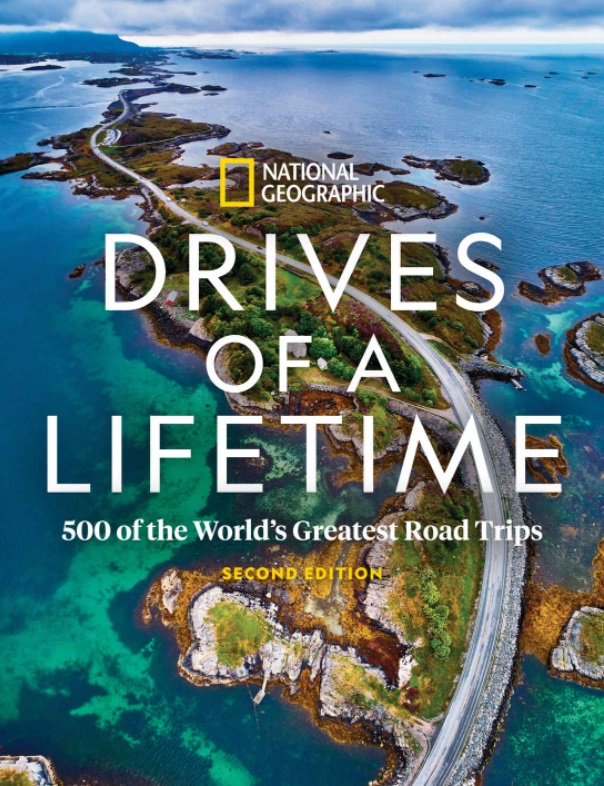 NATIONAL
GEOGRAPHIC
DRIVES
OF A
LIFETIME
500 of the World's Greatest Road Trips
SECOND EDITION